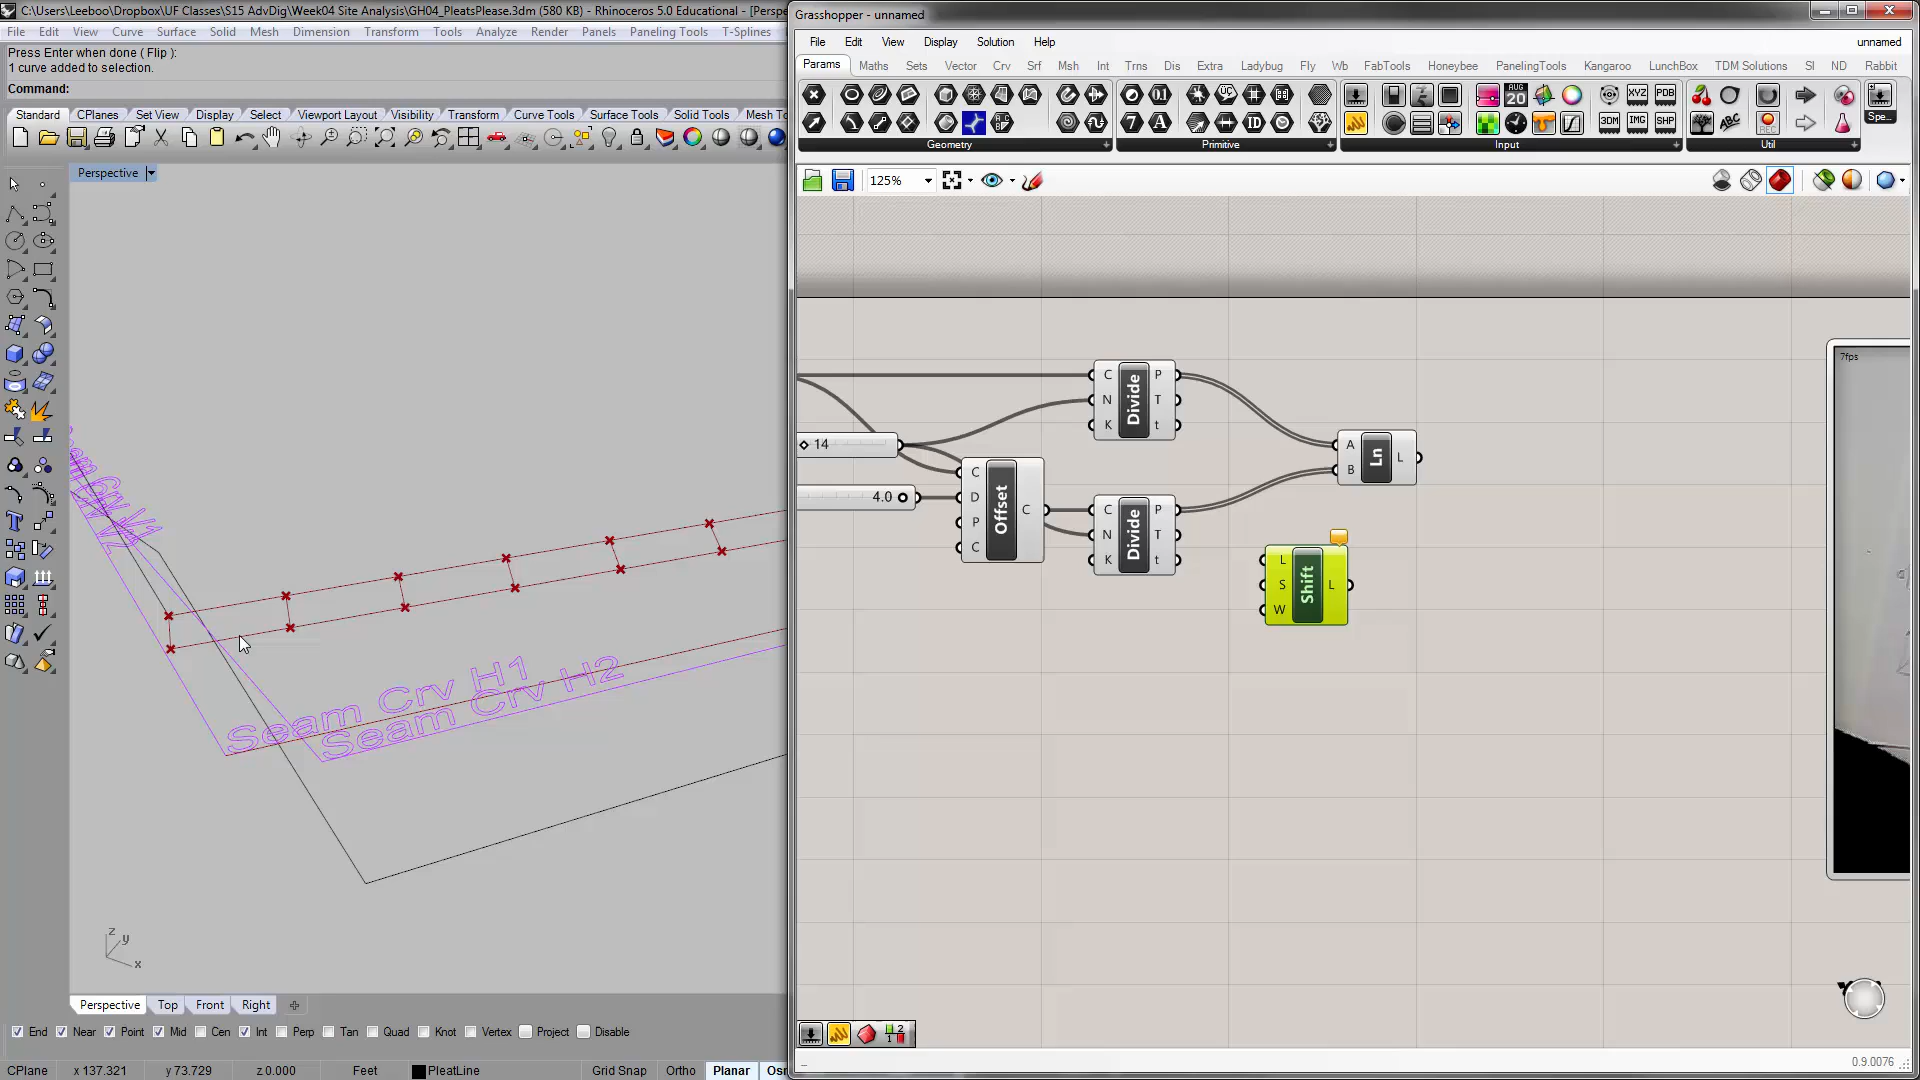 C:\Users\Leeboo\Dropbox\UF Classes\S15 AdvDig\Week04 Site Analysis\GH04_PleatsPlease.3dm (580 KB) - Rhinoceros 5.0 Educational - [Perspe
File Edit View Curve Surface Solid Mesh Dimension Transform Tools Analyze Render Panels Paneling Tools T-Splines
Press Enter when done ( Flip ):
1 curve added to selection.
Command:
Standard CPlanes Set View Display Select Viewport Layout Visibility Transform Curve Tools Surface Tools Solid Tools Mesh To
Perspective
Seam Crv H1
Seam Crv H2
z
y
x
Perspective Top Front Right
End Near Point Mid Cen Int Perp Tan Quad Knot Vertex Project Disable
CPlane x 137.321 y 73.729 z 0.000 Feet PleatLine Grid Snap Ortho Planar Osn
Grasshopper - unnamed
File Edit View Display Solution Help unnamed
Params Maths Sets Vector Crv Srf Msh Int Trns Dis Extra Ladybug Fly Wb FabTools Honeybee PanelingTools Kangaroo LunchBox TDM Solutions SI ND Rabbit
Geometry Primitive Input Util Spe...
125%
7fps
C N K Divide P T t
14
4.0
C D P C Offset C
C N K Divide P T t
A B Ln L
L S W Shift L
0.9.0076